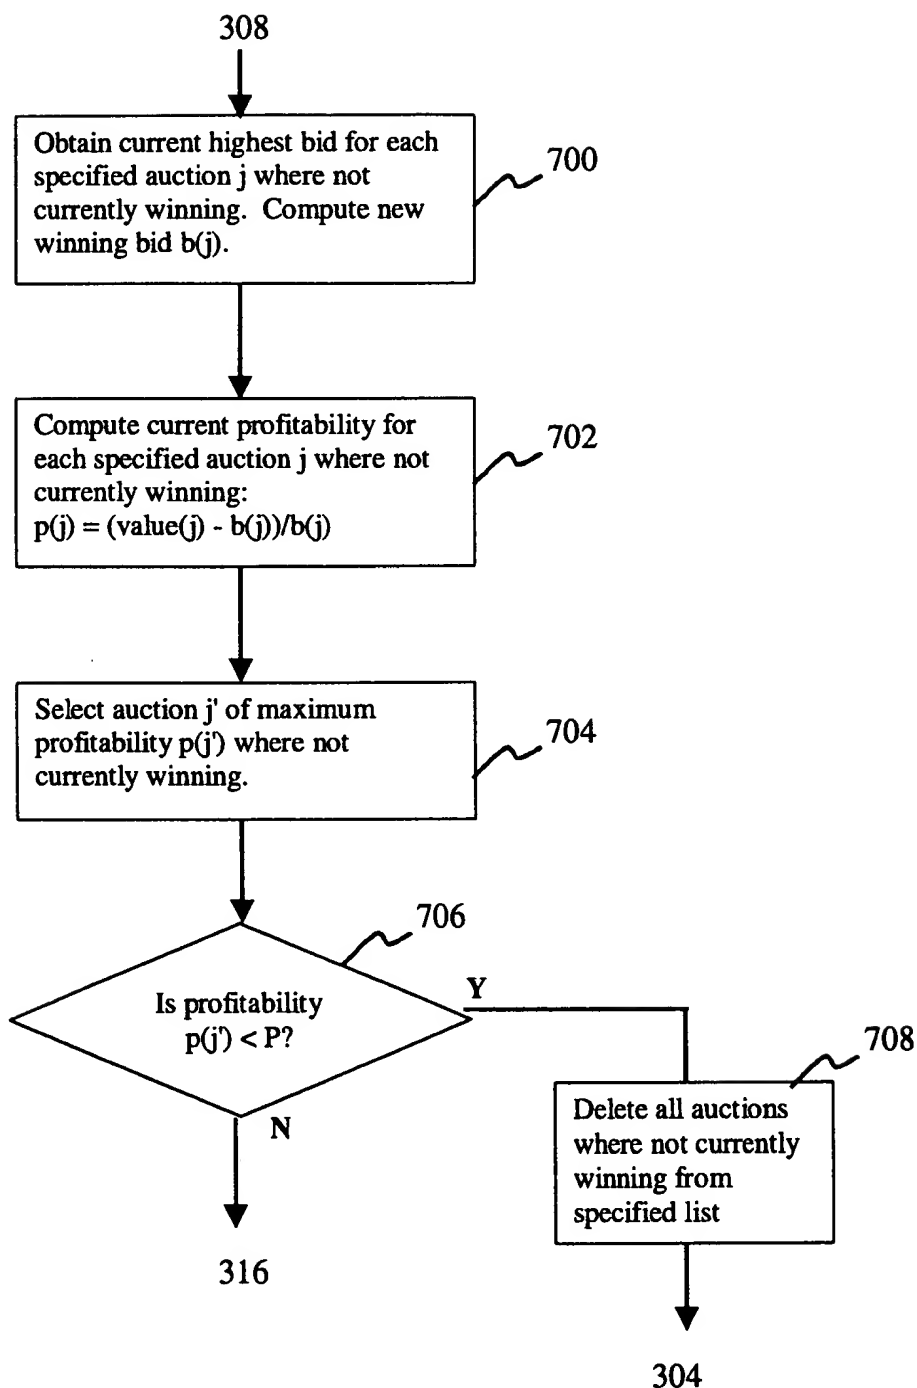 308
Obtain current highest bid for each
specified auction j where not
currently winning.  Compute new
winning bid b(j).
700
Compute current profitability for
each specified auction j where not
currently winning:
p(j) = (value(j) - b(j))/b(j)
702
Select auction j' of maximum
profitability p(j') where not
currently winning.
704
706
Is profitability
p(j') < P?
Y
N
708
Delete all auctions
where not currently
winning from
specified list
316
304